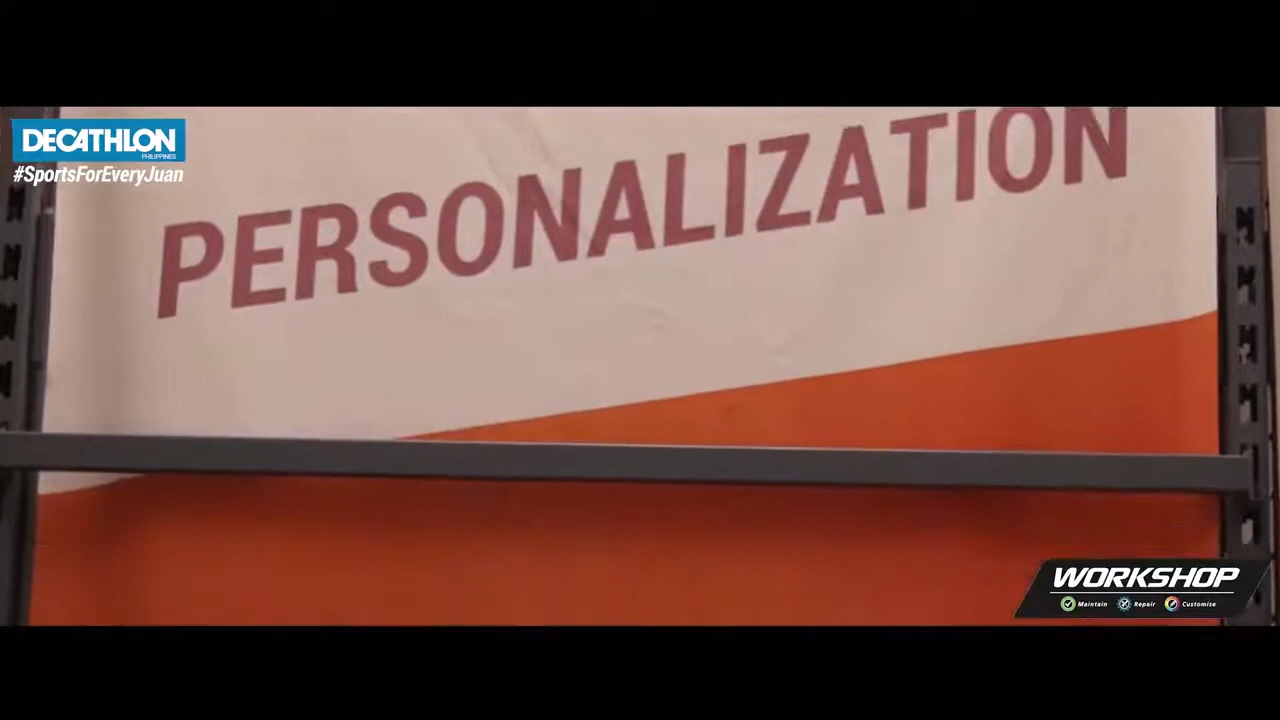 DECATHLON
PHILIPPINES
#SportsForEveryJuan
PERSONALIZATION
WORKSHOP
Maintain Repair Customise